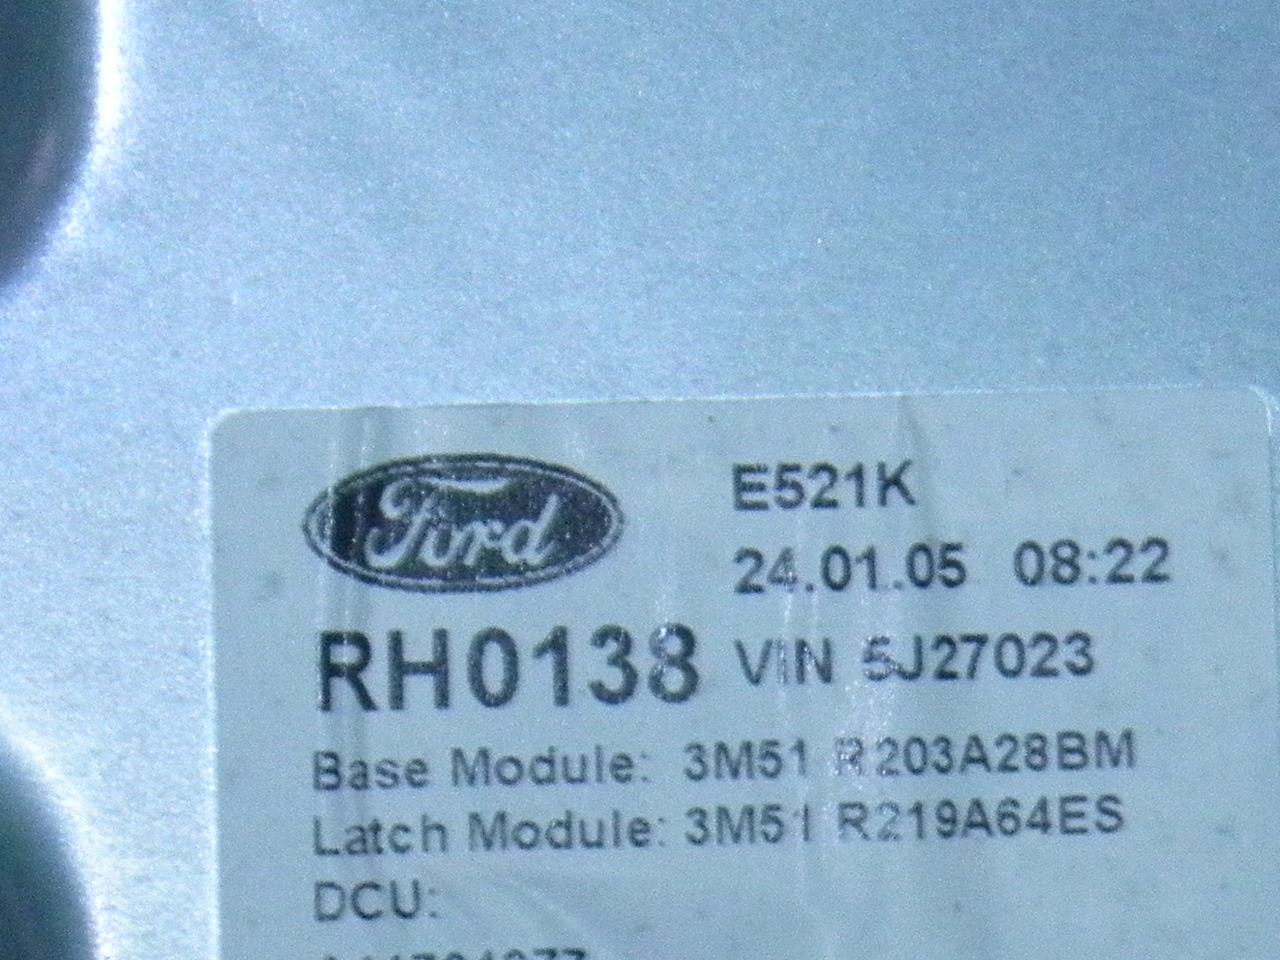 Ford
E521K
24.01.05 08:22
RH0138 VIN 5J27023
Base Module: 3M51 R203A28BM
Latch Module: 3M51 R219A64ES
DCU: